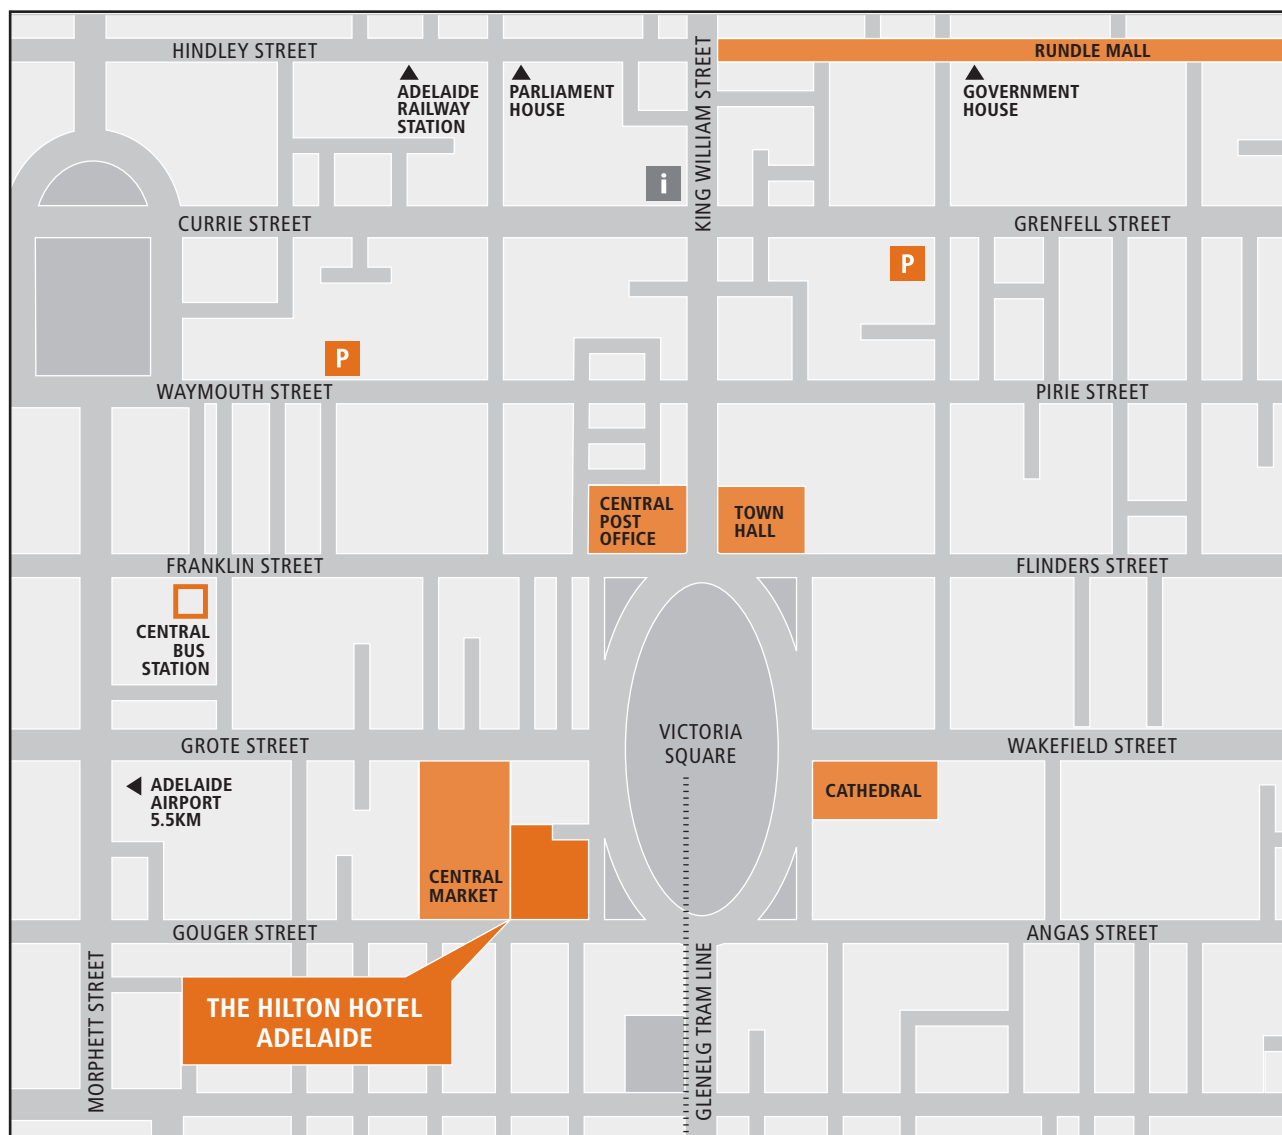 HINDLEY STREET
RUNDLE MALL
KING WILLIAM STREET
ADELAIDE
RAILWAY
STATION
PARLIAMENT
HOUSE
GOVERNMENT
HOUSE
i
CURRIE STREET
GRENFELL STREET
P
P
WAYMOUTH STREET
PIRIE STREET
CENTRAL
POST
OFFICE
TOWN
HALL
FRANKLIN STREET
FLINDERS STREET
CENTRAL
BUS
STATION
VICTORIA
SQUARE
GROTE STREET
WAKEFIELD STREET
ADELAIDE
AIRPORT
5.5KM
CATHEDRAL
CENTRAL
MARKET
GOUGER STREET
ANGAS STREET
MORPHETT STREET
THE HILTON HOTEL
ADELAIDE
GLENELG TRAM LINE